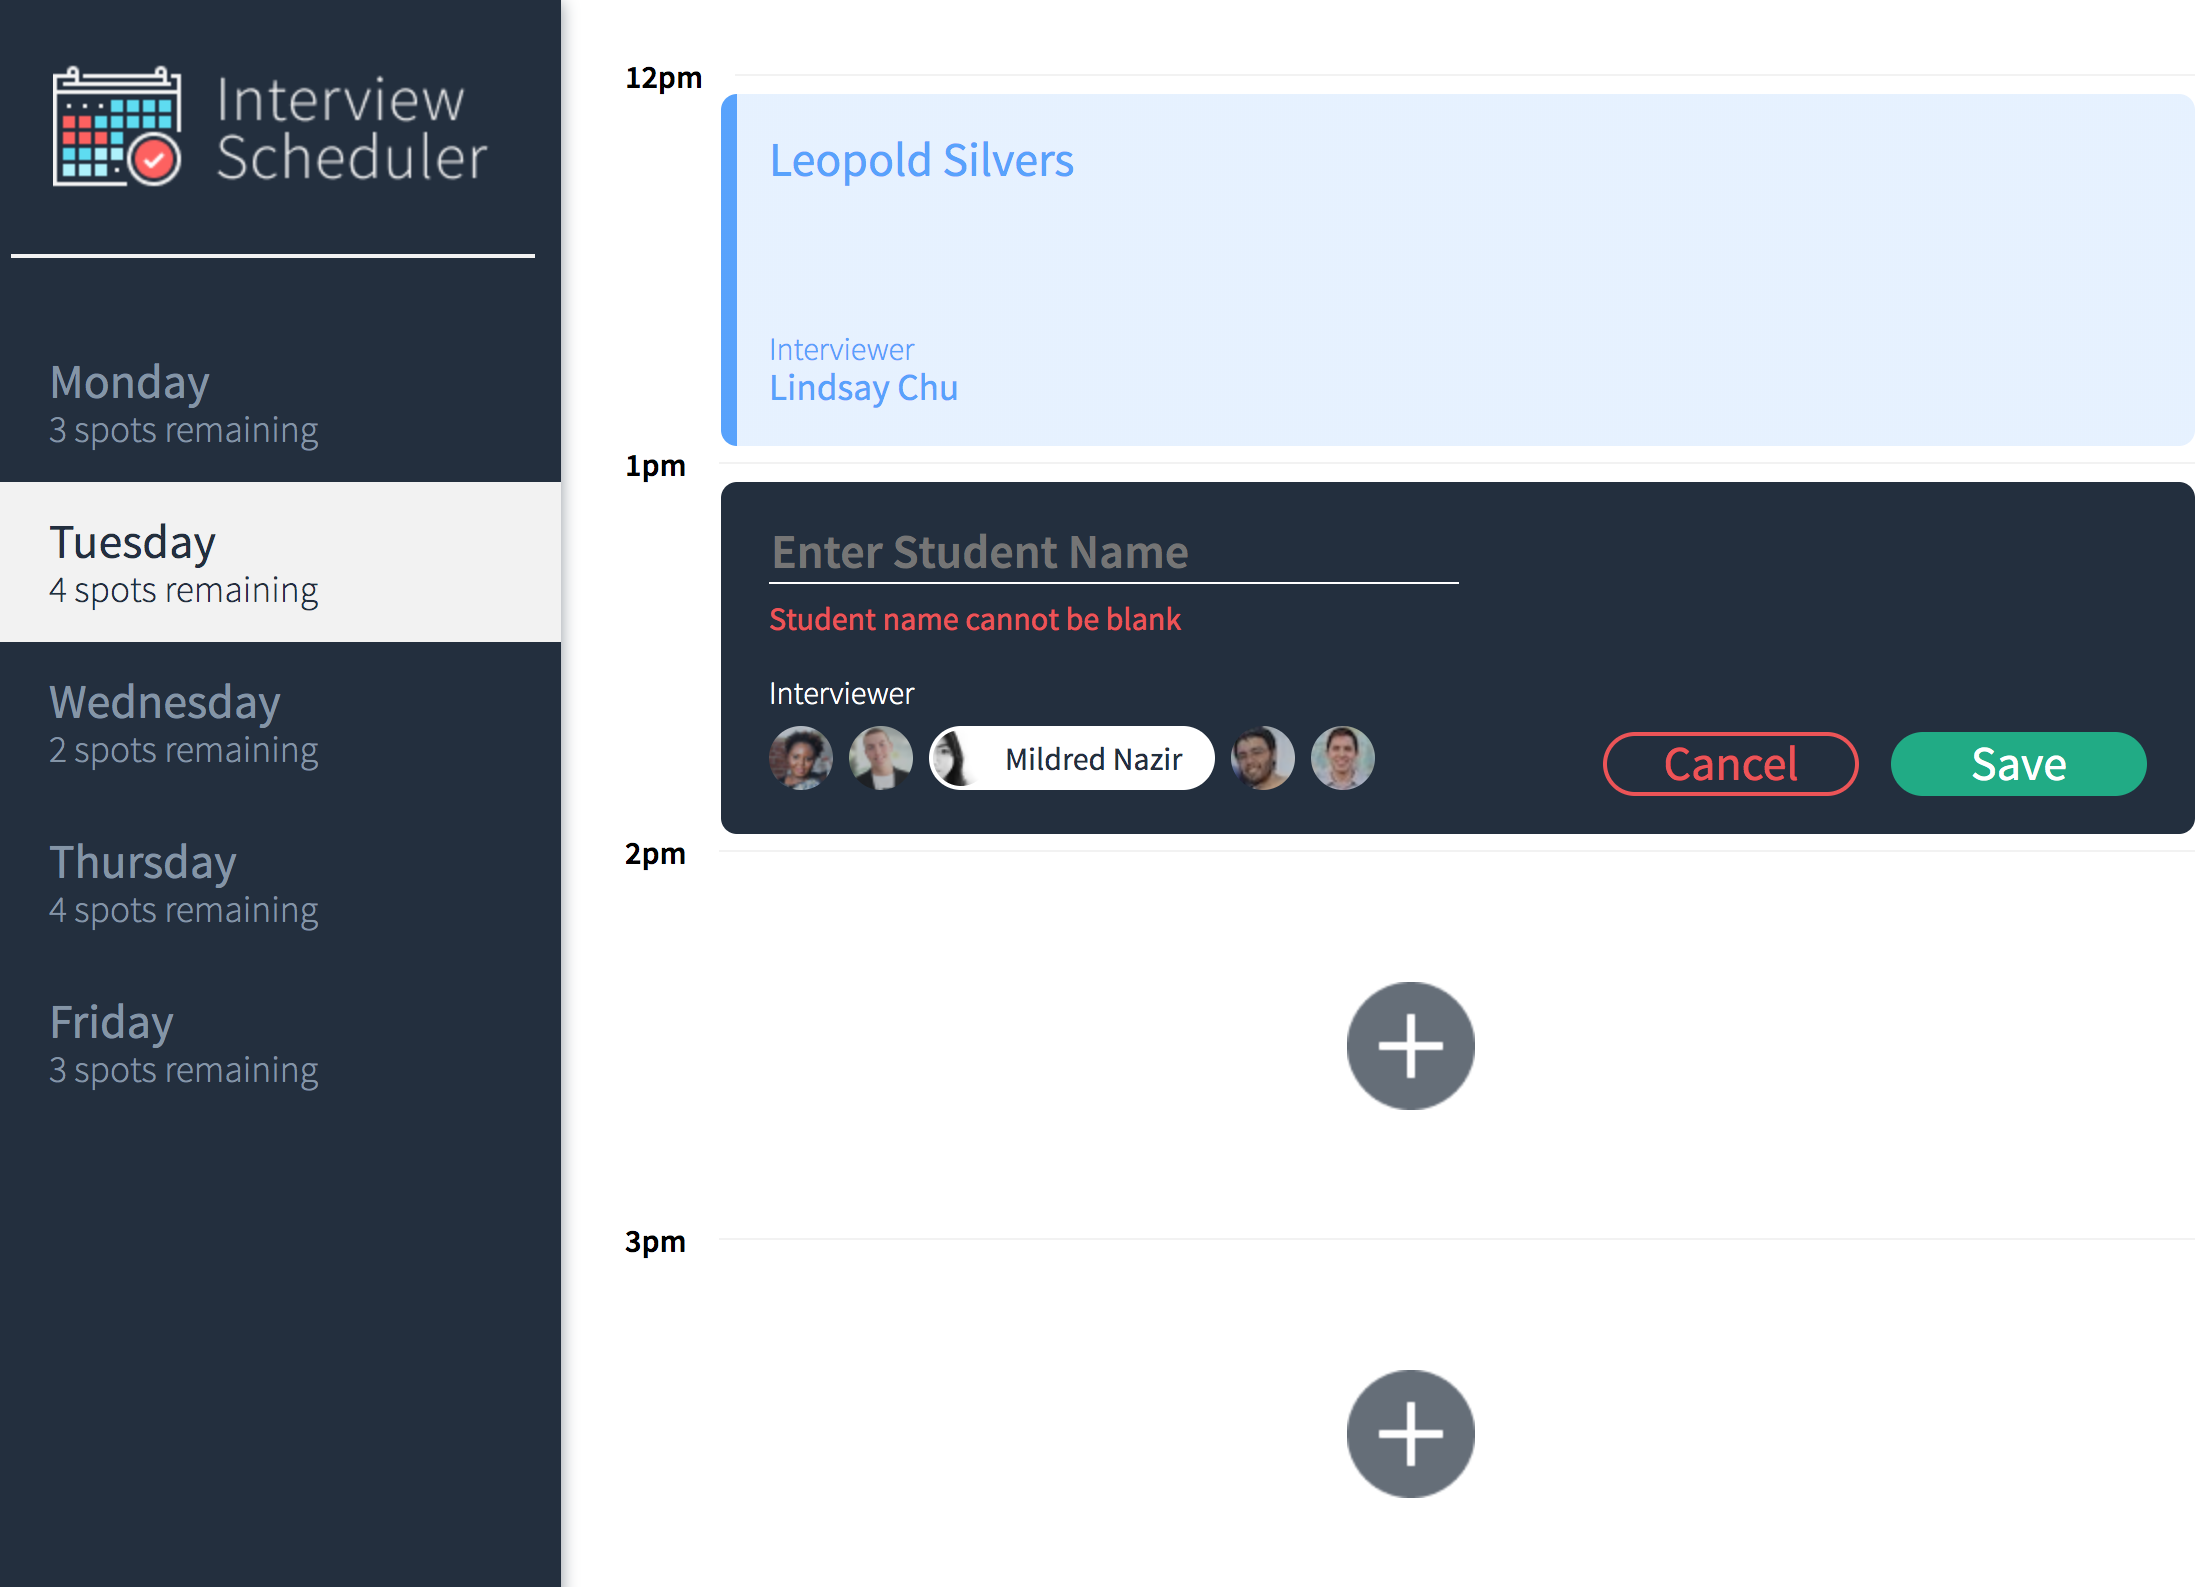 Interview
Scheduler
Monday
3 spots remaining
Tuesday
4 spots remaining
Wednesday
2 spots remaining
Thursday
4 spots remaining
Friday
3 spots remaining
12pm
Leopold Silvers
Interviewer
Lindsay Chu
1pm
Enter Student Name
Student name cannot be blank
Interviewer
Mildred Nazir
Cancel
Save
2pm
3pm